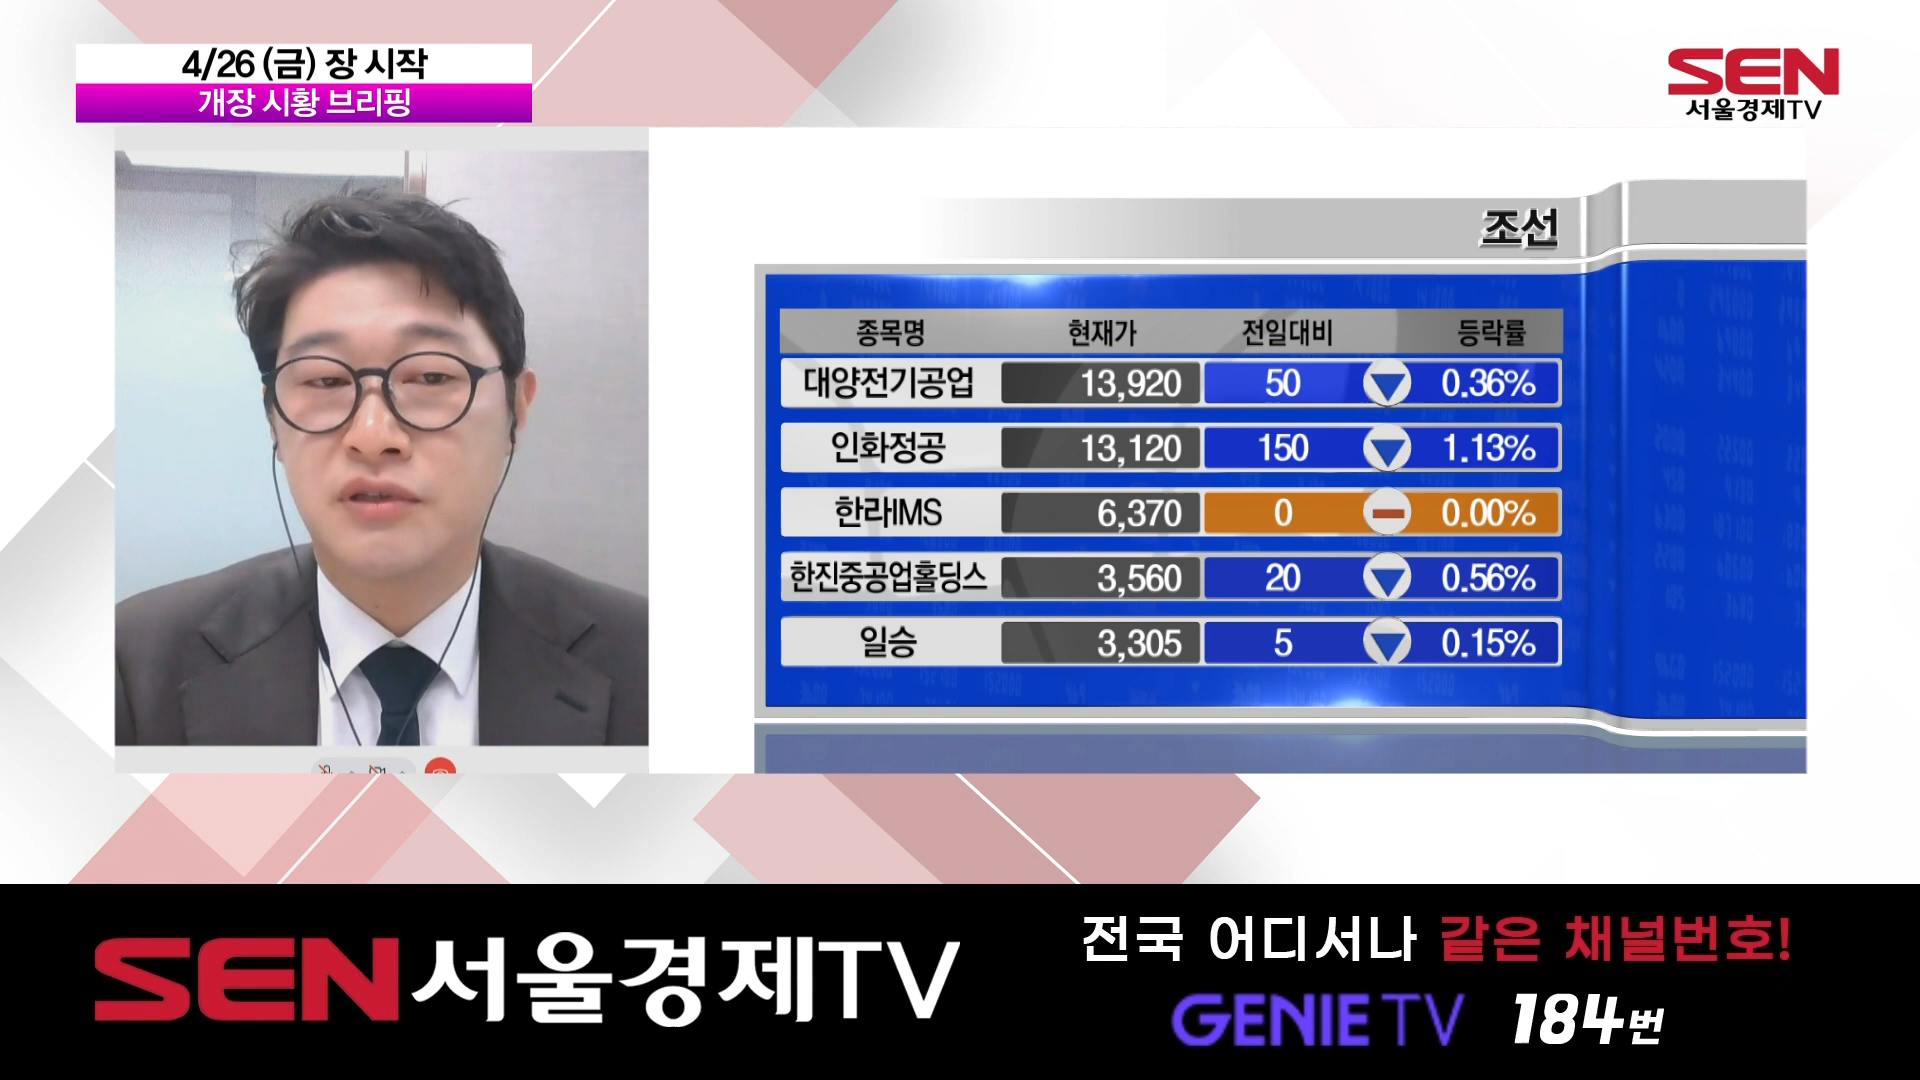 4/26 (금) 장 시작
개장 시황 브리핑
SEN
서울경제TV
조선
종목명 현재가 전일대비 등락률
대양전기공업 13,920 50 ▼ 0.36%
인화정공 13,120 150 ▼ 1.13%
한라IMS 6,370 0 0.00%
한진중공업홀딩스 3,560 20 ▼ 0.56%
일승 3,305 5 ▼ 0.15%
SEN 서울경제TV
전국 어디서나 같은 채널번호!
GENIE TV 184번